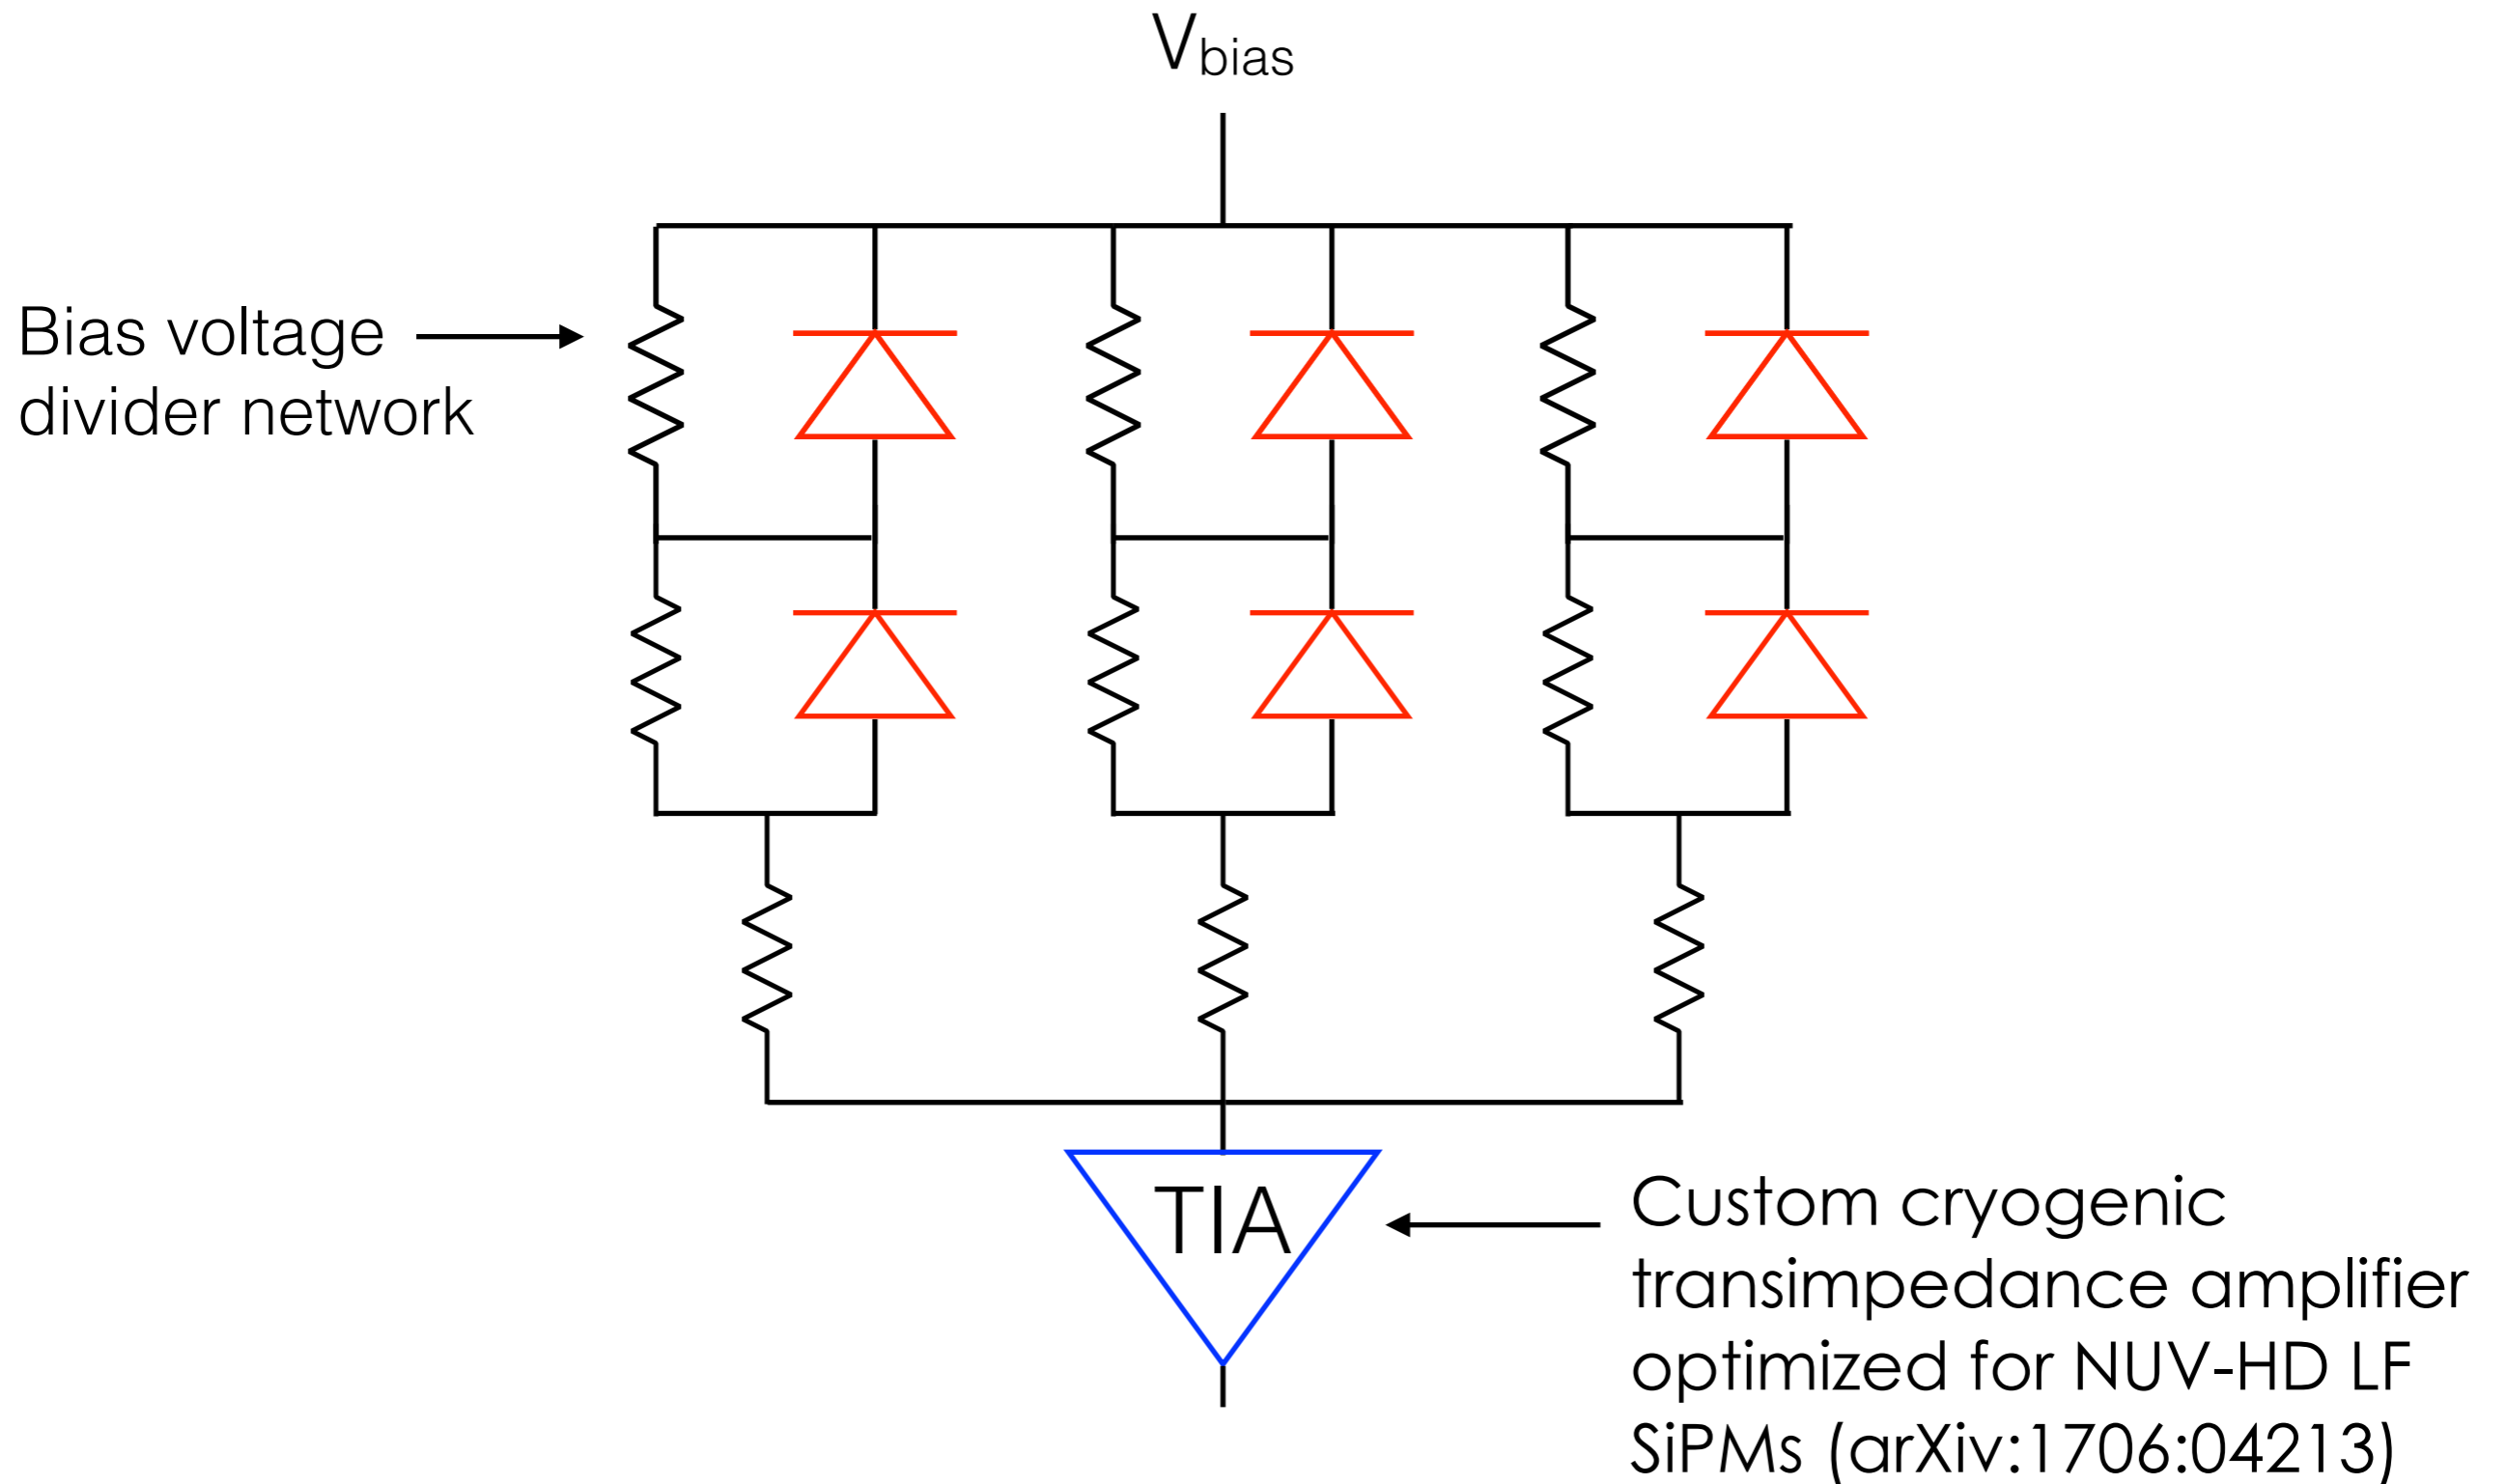 Vbias
Bias voltage
divider network
TIA
Custom cryogenic
transimpedance amplifier
optimized for NUV-HD LF
SiPMs (arXiv:1706:04213)